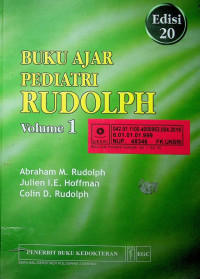 Edisi
20
BUKU AJAR
PEDIATRI
RUDOLPH
Volume 1
Abraham M. Rudolph
Julien I.E. Hoffman
Colin D. Rudolph
PENERBIT BUKU KEDOKTERAN
EGC